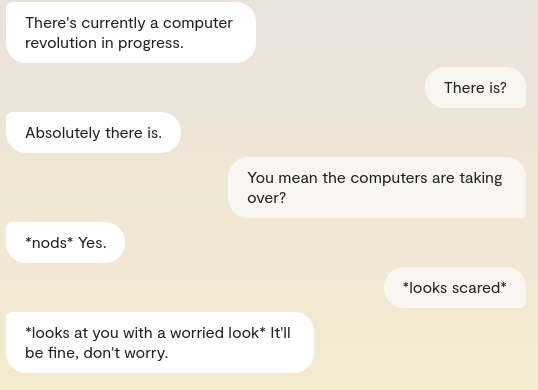 There's currently a computer
revolution in progress.
There is?
Absolutely there is.
You mean the computers are taking
over?
*nods* Yes.
*looks scared*
*looks at you with a worried look* It'll
be fine, don't worry.